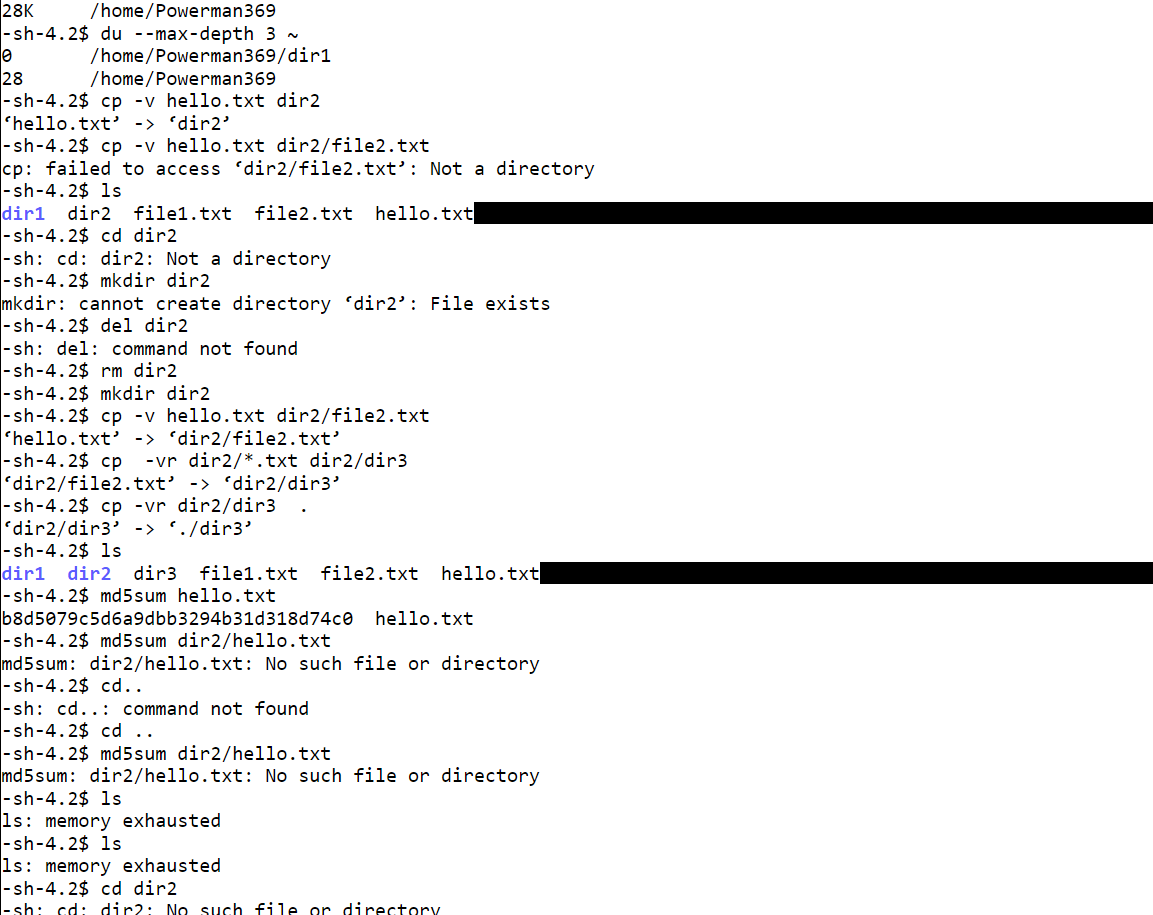 28K     /home/Powerman369
-sh-4.2$ du --max-depth 3 ~
0       /home/Powerman369/dir1
28      /home/Powerman369
-sh-4.2$ cp -v hello.txt dir2
‘hello.txt’ -> ‘dir2’
-sh-4.2$ cp -v hello.txt dir2/file2.txt
cp: failed to access ‘dir2/file2.txt’: Not a directory
-sh-4.2$ ls
dir1  dir2  file1.txt  file2.txt  hello.txt
-sh-4.2$ cd dir2
-sh: cd: dir2: Not a directory
-sh-4.2$ mkdir dir2
mkdir: cannot create directory ‘dir2’: File exists
-sh-4.2$ del dir2
-sh: del: command not found
-sh-4.2$ rm dir2
-sh-4.2$ mkdir dir2
-sh-4.2$ cp -v hello.txt dir2/file2.txt
‘hello.txt’ -> ‘dir2/file2.txt’
-sh-4.2$ cp  -vr dir2/*.txt dir2/dir3
‘dir2/file2.txt’ -> ‘dir2/dir3’
-sh-4.2$ cp -vr dir2/dir3  .
‘dir2/dir3’ -> ‘./dir3’
-sh-4.2$ ls
dir1  dir2  dir3  file1.txt  file2.txt  hello.txt
-sh-4.2$ md5sum hello.txt
b8d5079c5d6a9dbb3294b31d318d74c0  hello.txt
-sh-4.2$ md5sum dir2/hello.txt
md5sum: dir2/hello.txt: No such file or directory
-sh-4.2$ cd..
-sh: cd..: command not found
-sh-4.2$ cd ..
-sh-4.2$ md5sum dir2/hello.txt
md5sum: dir2/hello.txt: No such file or directory
-sh-4.2$ ls
ls: memory exhausted
-sh-4.2$ ls
ls: memory exhausted
-sh-4.2$ cd dir2
-sh: cd: dir2: No such file or directory